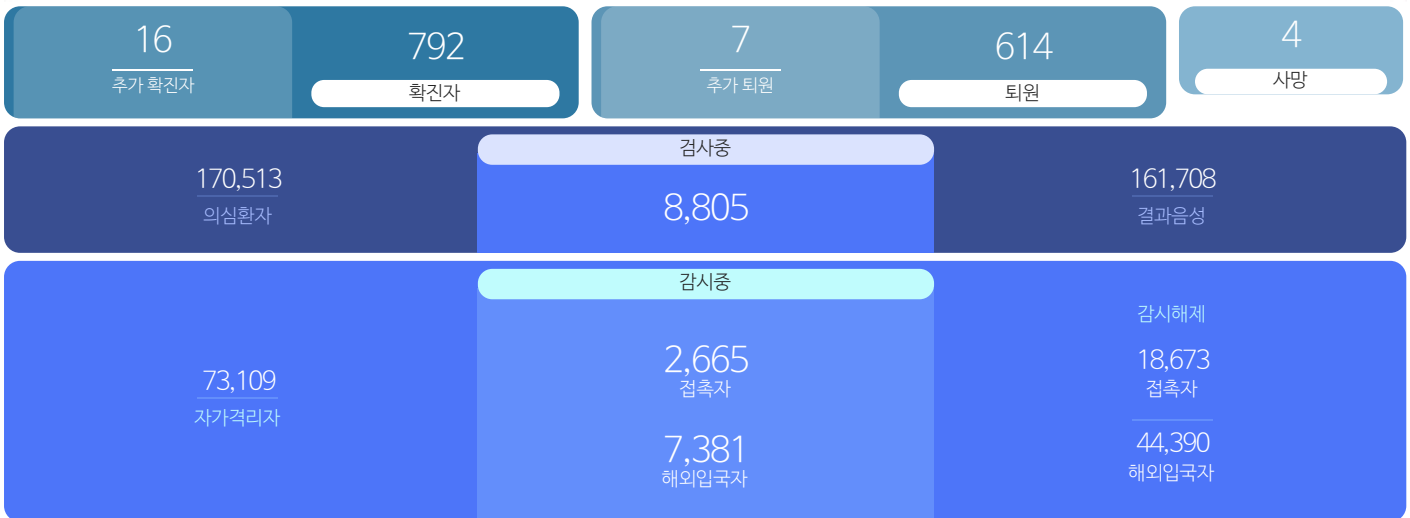 16
추가 확진자
792
확진자
7
추가 퇴원
614
퇴원
4
사망
170,513
의심환자
검사중
8,805
161,708
결과음성
73,109
자가격리자
감시중
2,665
접촉자
7,381
해외입국자
감시해제
18,673
접촉자
44,390
해외입국자